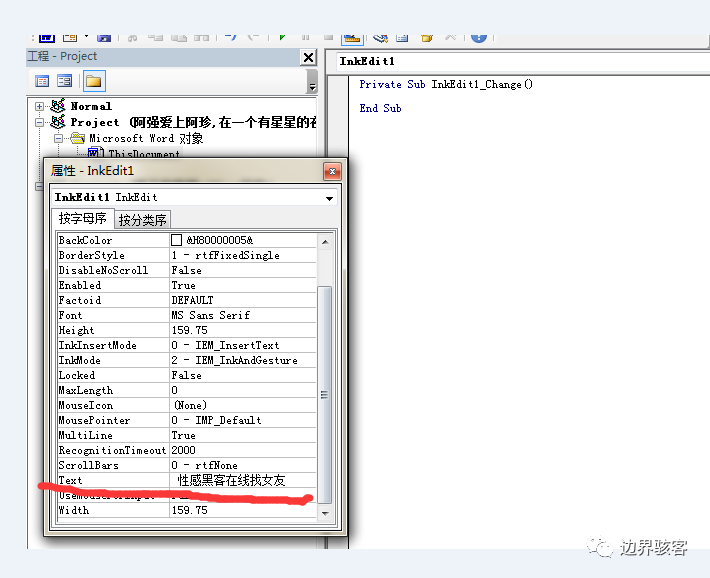 工程 - Project
Normal
Project (阿强爱上阿珍,在一个有星星的
Microsoft Word 对象
ThisDocument
InkEdit1
Private Sub InkEdit1_Change()
End Sub
属性 - InkEdit1
InkEdit1 InkEdit
按字母序 按分类序
BackColor &H80000005&
BorderStyle 1 - rtfFixedSingle
DisableNoScroll False
Enabled True
Factoid DEFAULT
Font MS Sans Serif
Height 159.75
InkInsertMode 0 - IEM_InsertText
InkMode 2 - IEM_InkAndGesture
Locked False
MaxLength 0
MouseIcon (None)
MousePointer 0 - IMP_Default
MultiLine True
RecognitionTimeout 2000
ScrollBars 0 - rtfNone
Text 性感黑客在线找女友
Width 159.75
边界骇客